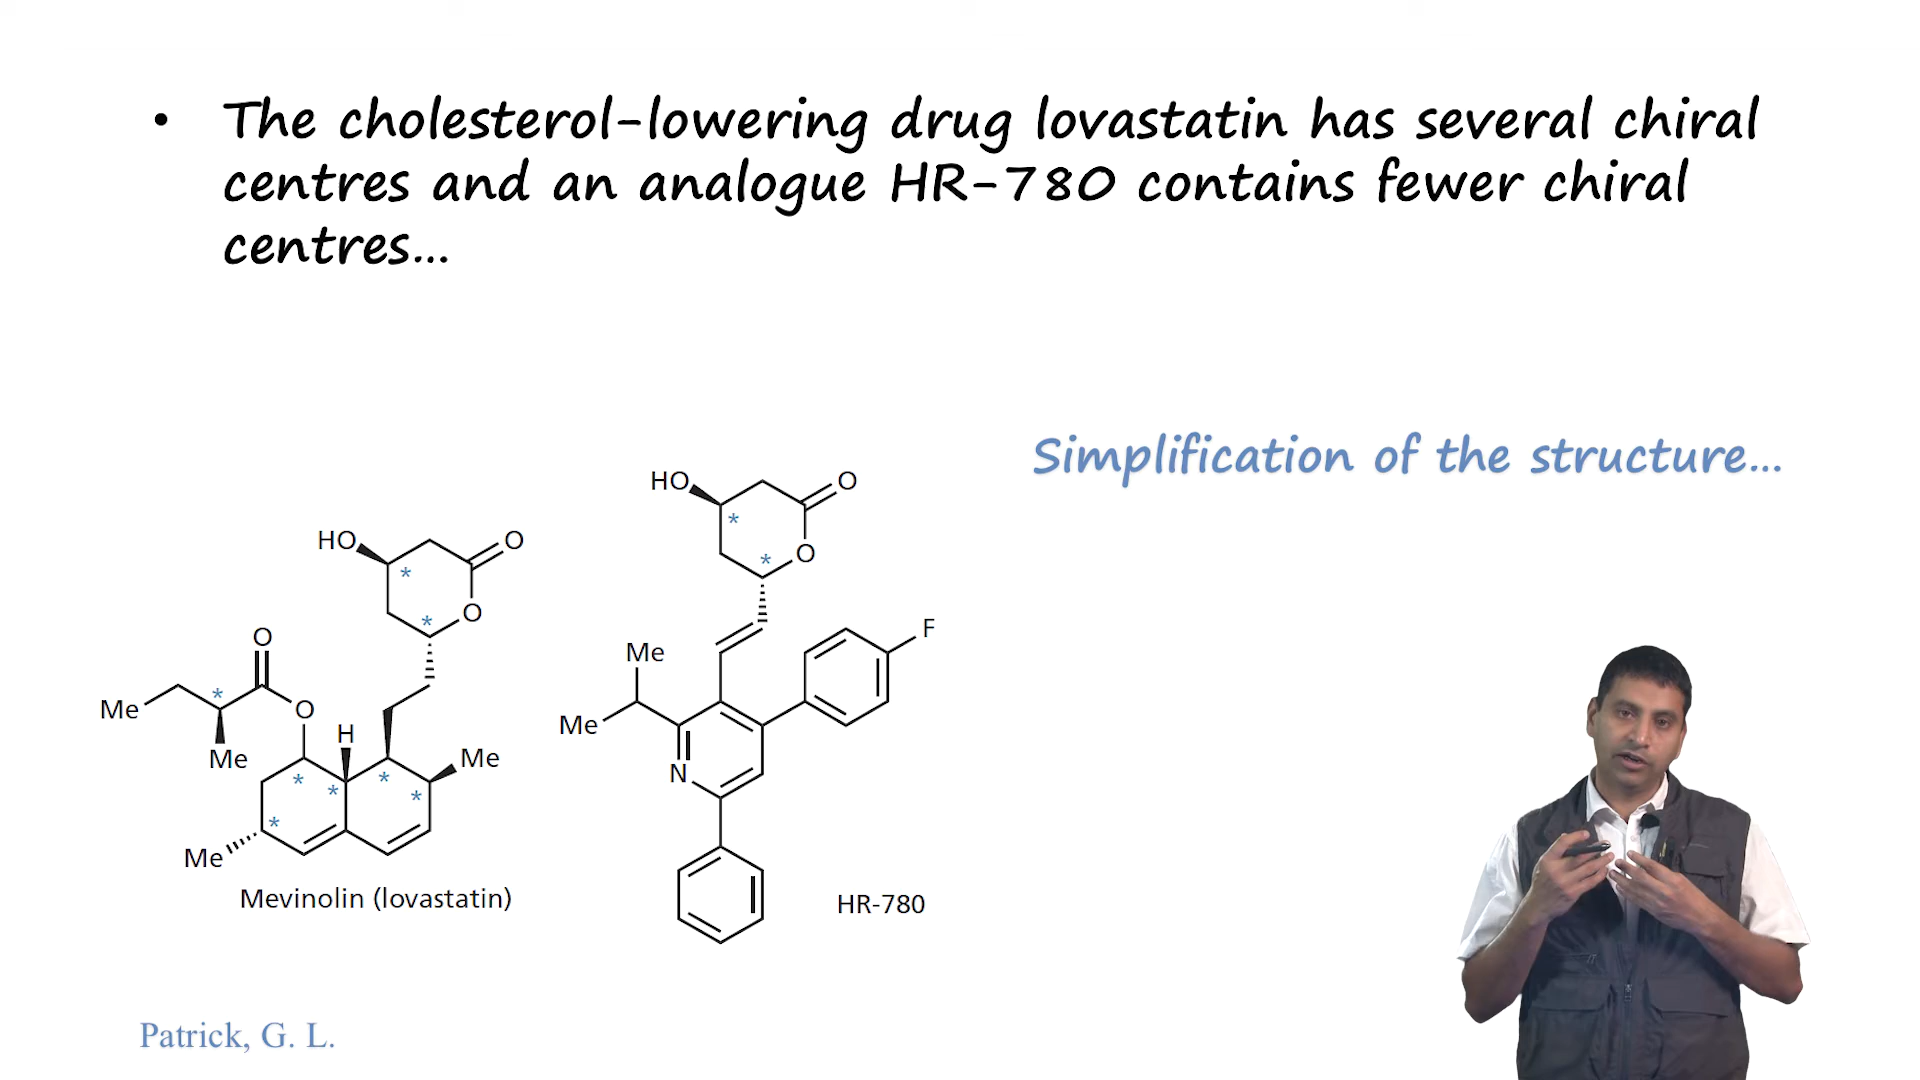 • The cholesterol-lowering drug lovastatin has several chiral
centres and an analogue HR-780 contains fewer chiral
centres...
Simplification of the structure...
HO
O
*
*
O
HO
O
*
*
O
F
O
Me
*
O
Me
H
Me
*
*
*
*
*
Me
Me
Me
N
Mevinolin (lovastatin)
HR-780
Patrick, G. L.